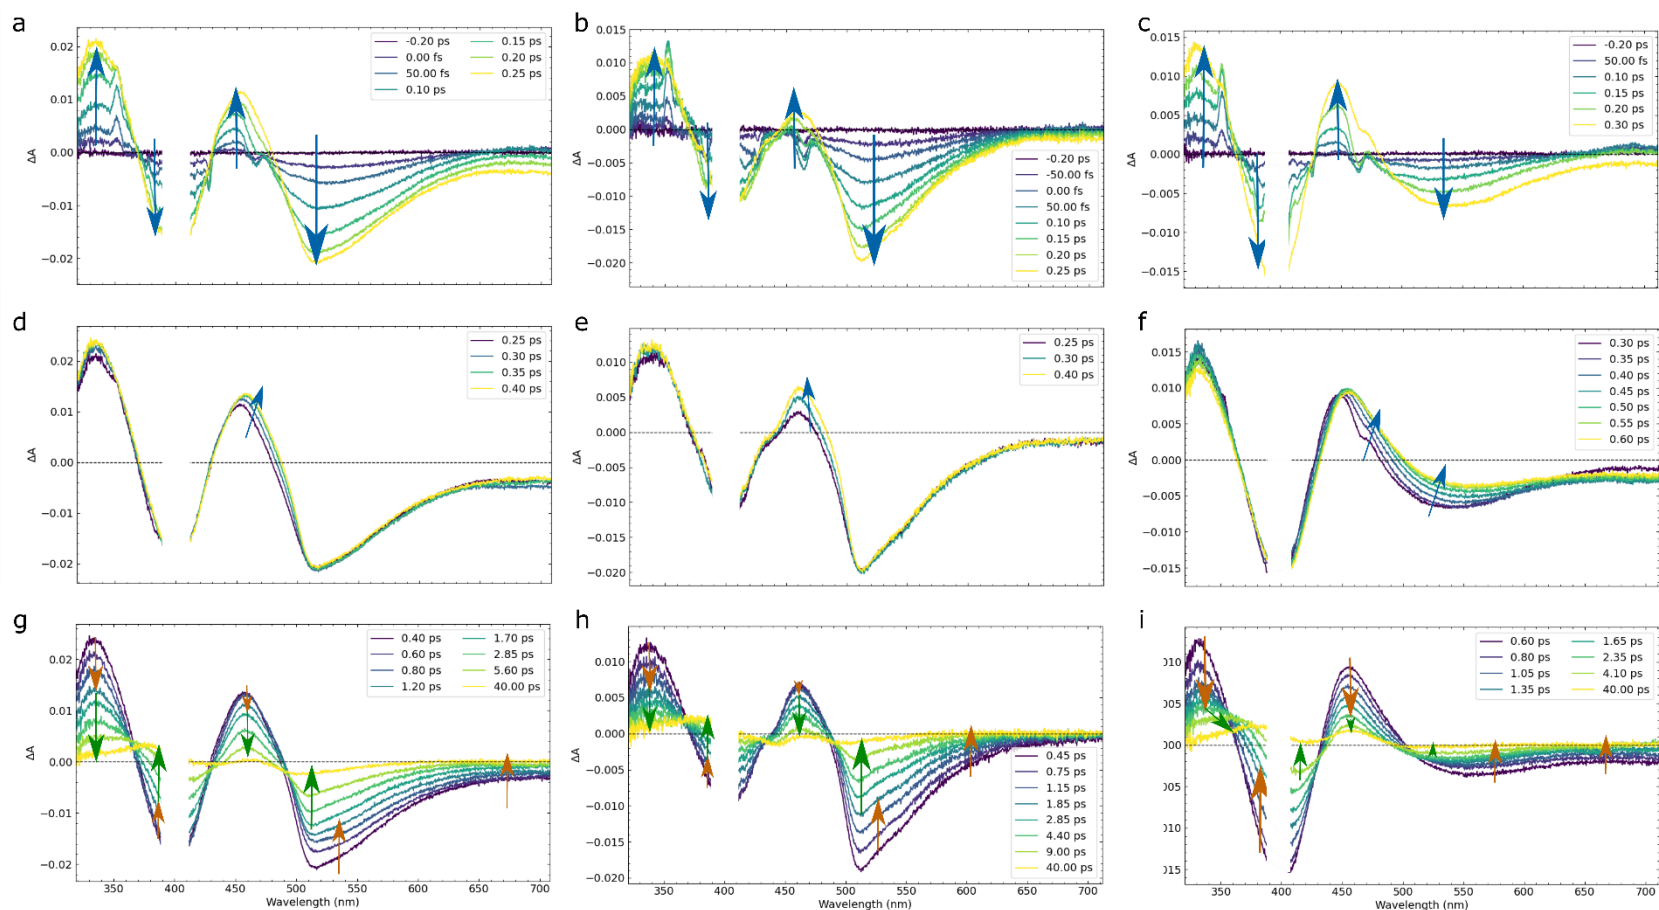 a
ΔA
0.02
0.01
0.00
−0.01
−0.02
-0.20 ps
0.00 fs
50.00 fs
0.10 ps
0.15 ps
0.20 ps
0.25 ps
b
ΔA
0.015
0.010
0.005
0.000
−0.005
−0.010
−0.015
−0.020
-0.20 ps
-50.00 fs
0.00 fs
50.00 fs
0.10 ps
0.15 ps
0.20 ps
0.25 ps
c
ΔA
0.015
0.010
0.005
0.000
−0.005
−0.010
−0.015
-0.20 ps
50.00 fs
0.10 ps
0.15 ps
0.20 ps
0.30 ps
d
ΔA
0.02
0.01
0.00
−0.01
−0.02
0.25 ps
0.30 ps
0.35 ps
0.40 ps
e
ΔA
0.010
0.005
0.000
−0.005
−0.010
−0.015
−0.020
0.25 ps
0.30 ps
0.40 ps
f
ΔA
0.015
0.010
0.005
0.000
−0.005
−0.010
−0.015
0.30 ps
0.35 ps
0.40 ps
0.45 ps
0.50 ps
0.55 ps
0.60 ps
g
ΔA
0.02
0.01
0.00
−0.01
−0.02
0.40 ps
0.60 ps
0.80 ps
1.20 ps
1.70 ps
2.85 ps
5.60 ps
40.00 ps
350 400 450 500 550 600 650 700
Wavelength (nm)
h
ΔA
0.010
0.005
0.000
−0.005
−0.010
−0.015
−0.020
0.45 ps
0.75 ps
1.15 ps
1.85 ps
2.85 ps
4.40 ps
9.00 ps
40.00 ps
350 400 450 500 550 600 650 700
Wavelength (nm)
i
ΔA
310
305
300
305
310
315
0.60 ps
0.80 ps
1.05 ps
1.35 ps
1.65 ps
2.35 ps
4.10 ps
40.00 ps
350 400 450 500 550 600 650 700
Wavelength (nm)